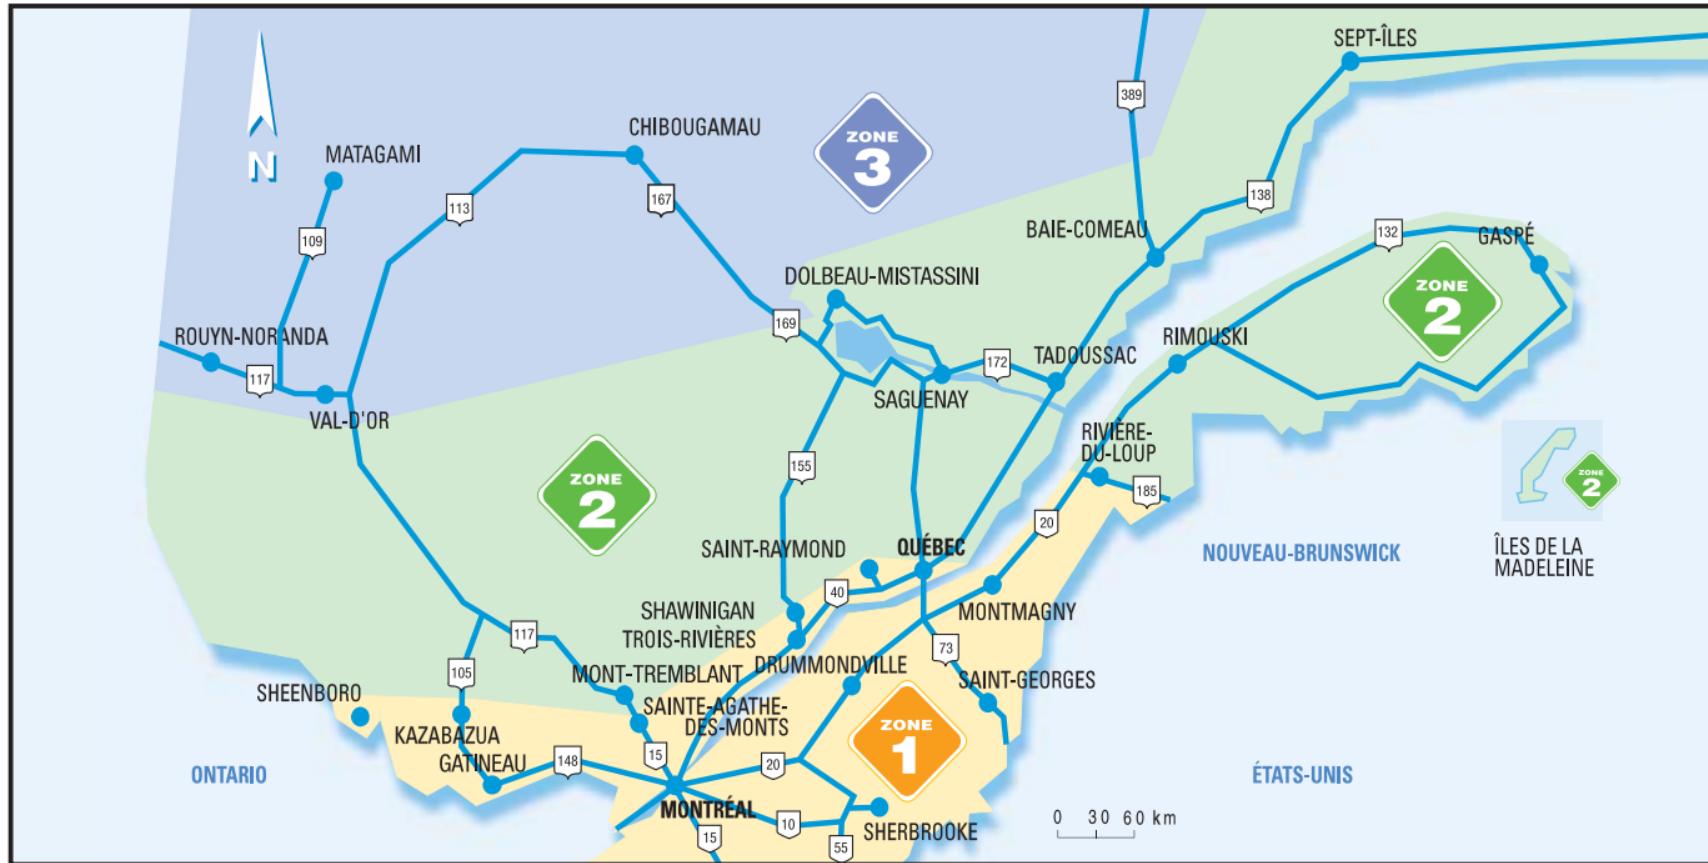 SEPT-ÎLES
389
ZONE
3
CHIBOUGAMAU
MATAGAMI
N
113
167
138
109
BAIE-COMEAU
132
GASPÉ
DOLBEAU-MISTASSINI
ZONE
2
ROUYN-NORANDA
169
RIMOUSKI
117
172
TADOUSSAC
VAL-D'OR
SAGUENAY
RIVIÈRE-
DU-LOUP
155
ZONE
2
185
ZONE
2
20
SAINT-RAYMOND
QUÉBEC
NOUVEAU-BRUNSWICK
ÎLES DE LA
MADELEINE
40
SHAWINIGAN
MONTMAGNY
TROIS-RIVIÈRES
117
73
105
MONT-TREMBLANT
DRUMMONDVILLE
SHEENBORO
SAINT-GEORGES
SAINTE-AGATHE-
DES-MONTS
KAZABAZUA
ZONE
1
GATINEAU
148
15
20
ONTARIO
ÉTATS-UNIS
MONTRÉAL
10
SHERBROOKE
0 30 60 km
15
55